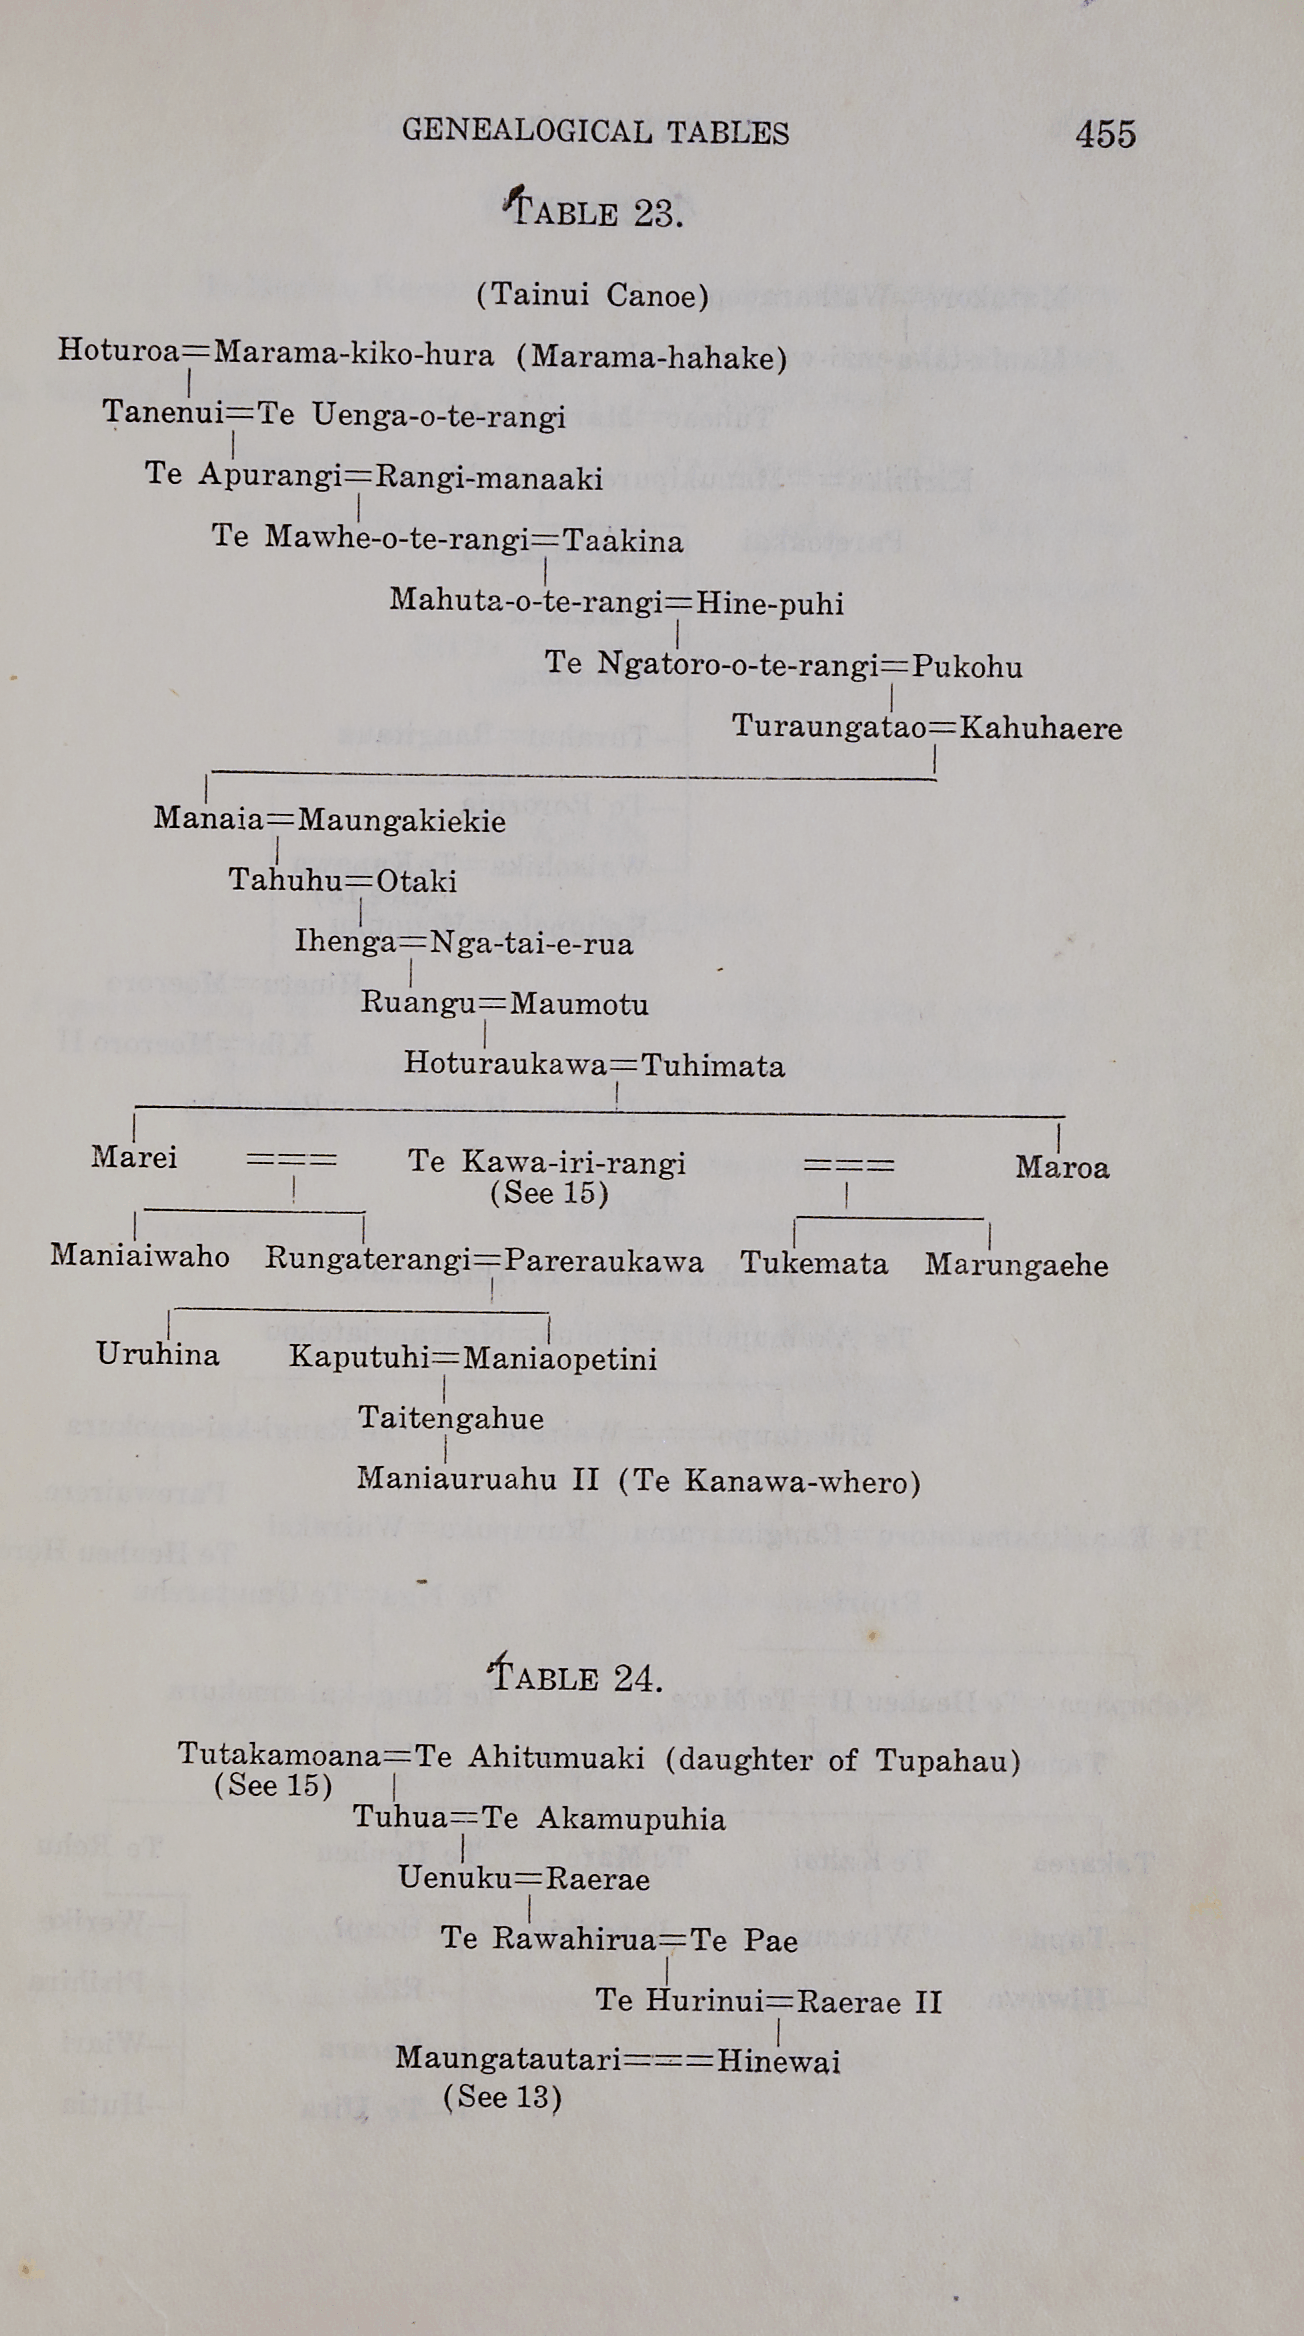 GENEALOGICAL TABLES 455
TABLE 23.
(Tainui Canoe)
Hoturoa=Marama-kiko-hura (Marama-hahake)
Tanenui=Te Uenga-o-te-rangi
Te Apurangi=Rangi-manaaki
Te Mawhe-o-te-rangi=Taakina
Mahuta-o-te-rangi=Hine-puhi
Te Ngatoro-o-te-rangi=Pukohu
Turaungatao=Kahuhaere
Manaia=Maungakiekie
Tahuhu=Otaki
Ihenga=Nga-tai-e-rua
Ruangu=Maumotu
Hoturaukawa=Tuhimata
Marei === Te Kawa-iri-rangi === Maroa
(See 15)
Maniaiwaho Rungaterangi=Pareraukawa Tukemata Marungaehe
Uruhina Kaputuhi=Maniaopetini
Taitengahue
Maniauruahu II (Te Kanawa-whero)
TABLE 24.
Tutakamoana=Te Ahitumuaki (daughter of Tupahau)
(See 15)
Tuhua=Te Akamupuhia
Uenuku=Raerae
Te Rawahirua=Te Pae
Te Hurinui=Raerae II
Maungatautari===Hinewai
(See 13)